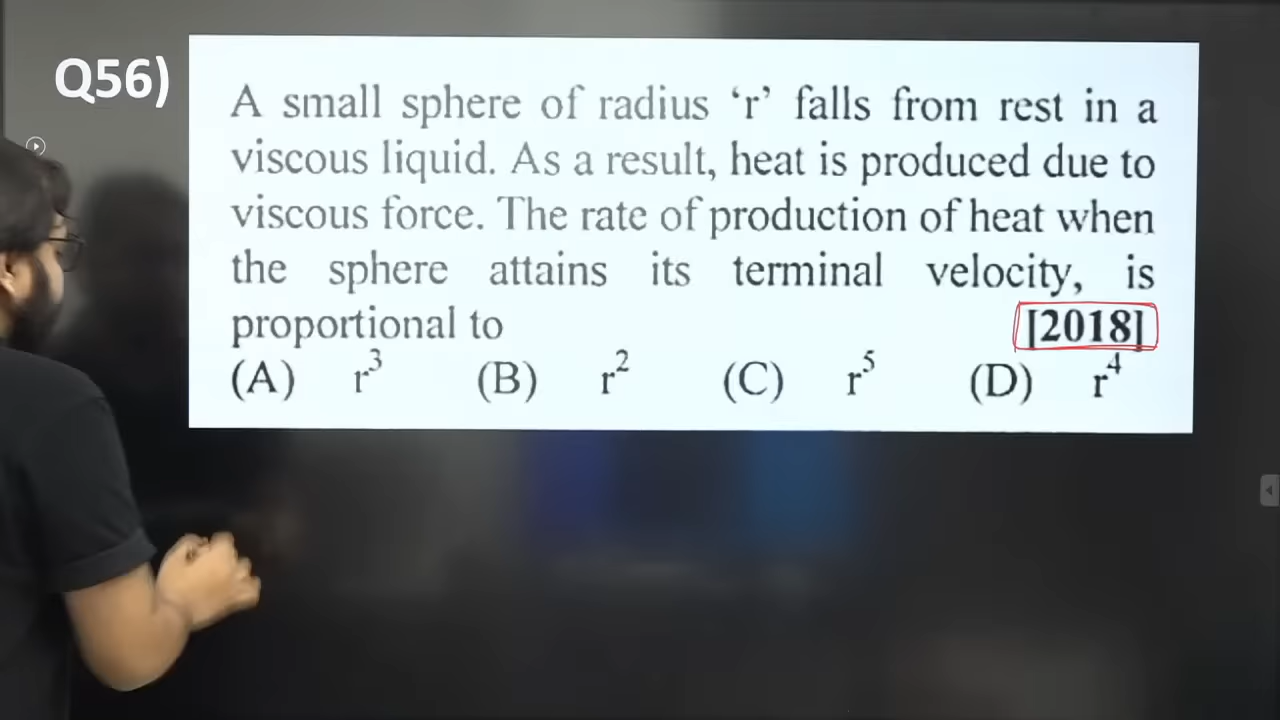 Q56)
A small sphere of radius ‘r’ falls from rest in a
viscous liquid. As a result, heat is produced due to
viscous force. The rate of production of heat when
the sphere attains its terminal velocity, is
proportional to [2018]
(A) r³ (B) r² (C) r⁵ (D) r⁴